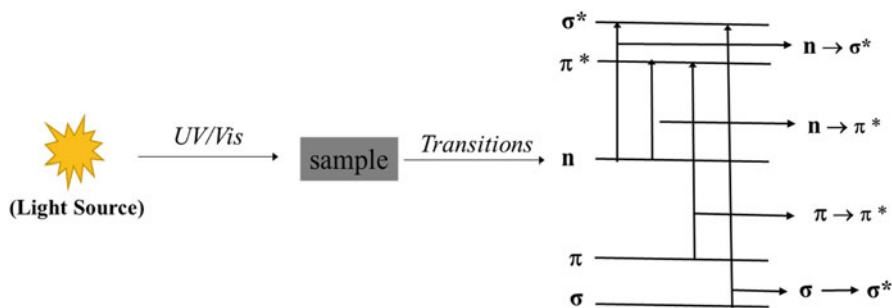 σ*
n → σ*
π *
UV/Vis
sample
Transitions
n → π *
n
(Light Source)
π → π *
π
σ
σ → σ*